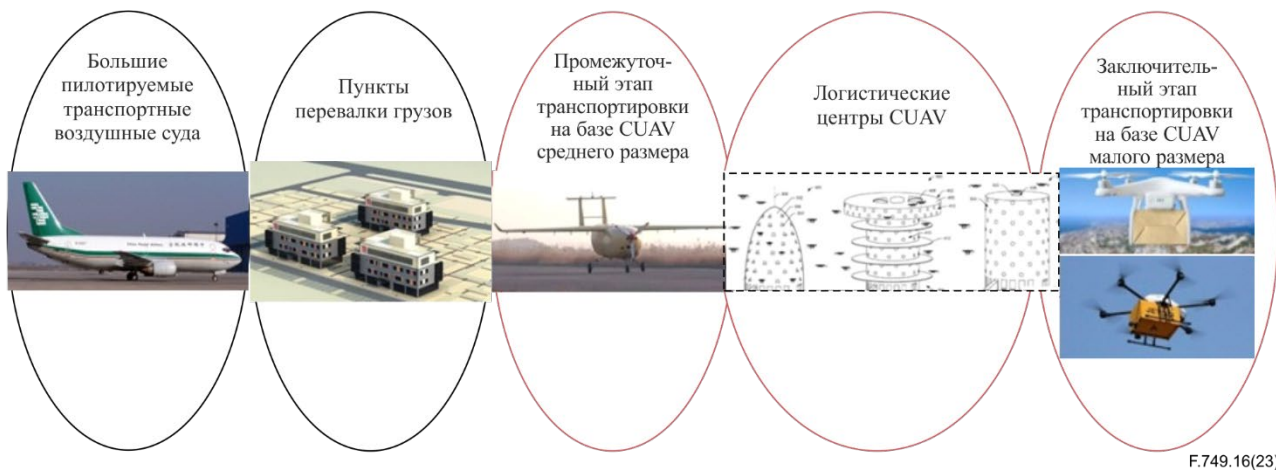 Большие
пилотируемые
транспортные
воздушные суда
Пункты
перевалки грузов
Промежуточ-
ный этап
транспортировки
на базе CUAV
среднего размера
Логистические
центры CUAV
Заключитель-
ный этап
транспортировки
на базе CUAV
малого размера
F.749.16(23)